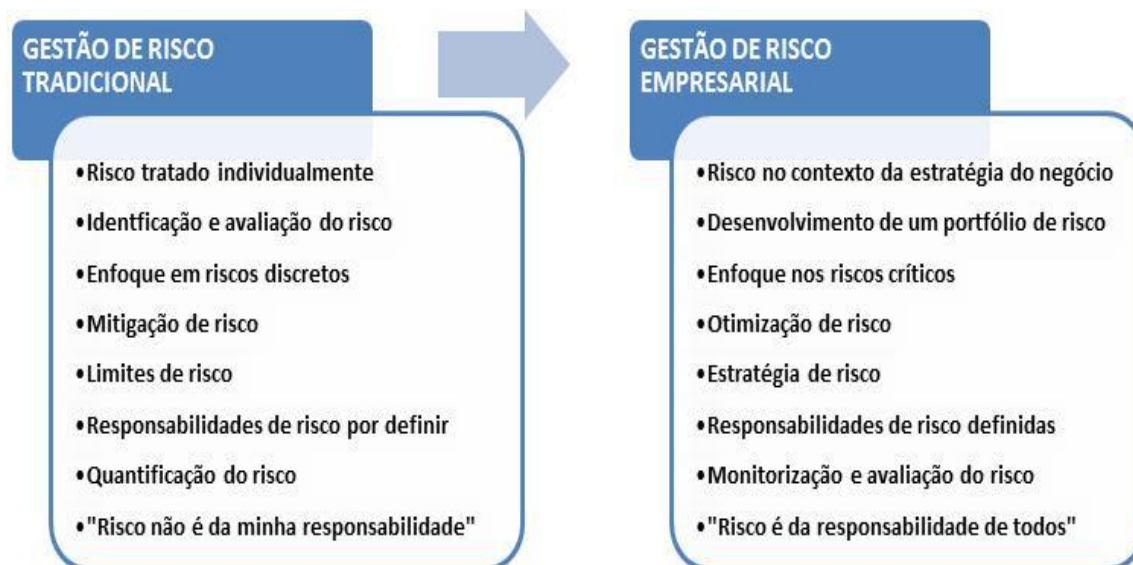 GESTÃO DE RISCO
TRADICIONAL
•Risco tratado individualmente
•Identficação e avaliação do risco
•Enfoque em riscos discretos
•Mitigação de risco
•Limites de risco
•Responsabilidades de risco por definir
•Quantificação do risco
•"Risco não é da minha responsabilidade"
GESTÃO DE RISCO
EMPRESARIAL
•Risco no contexto da estratégia do negócio
•Desenvolvimento de um portfólio de risco
•Enfoque nos riscos críticos
•Otimização de risco
•Estratégia de risco
•Responsabilidades de risco definidas
•Monitorização e avaliação do risco
•"Risco é da responsabilidade de todos"